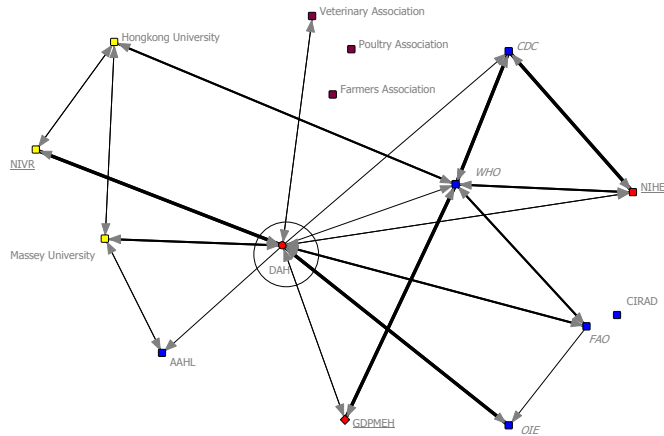 Veterinary Association
Hongkong University
Poultry Association
CDC
Farmers Association
NIVR
WHO
NIHE
Massey University
DAH
CIRAD
FAO
AAHL
GDPMEH
OIE